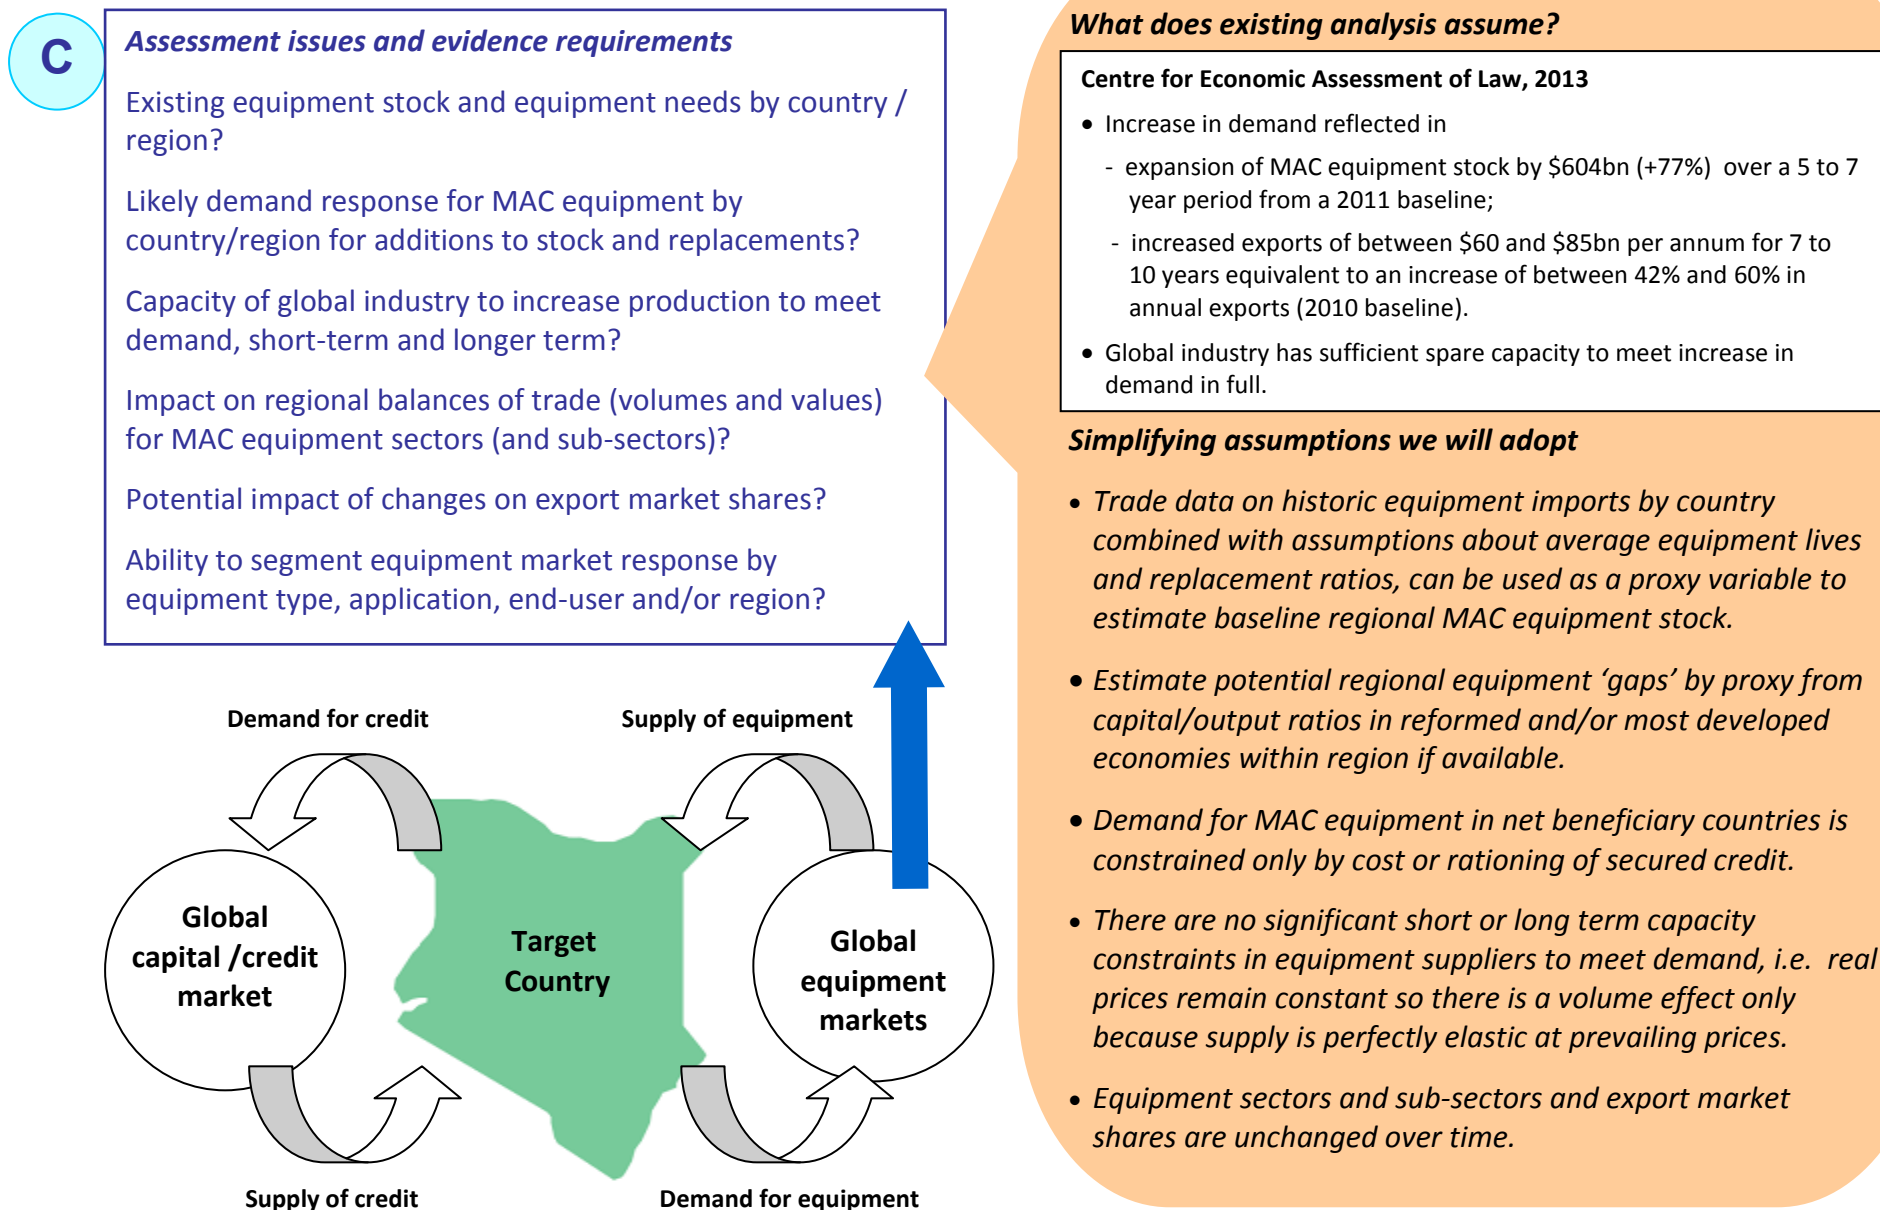 C
Assessment issues and evidence requirements
Existing equipment stock and equipment needs by country /
region?
Likely demand response for MAC equipment by
country/region for additions to stock and replacements?
Capacity of global industry to increase production to meet
demand, short-term and longer term?
Impact on regional balances of trade (volumes and values)
for MAC equipment sectors (and sub-sectors)?
Potential impact of changes on export market shares?
Ability to segment equipment market response by
equipment type, application, end-user and/or region?
Demand for credit
Supply of equipment
Global
capital /credit
market
Target
Country
Global
equipment
markets
Supply of credit
Demand for equipment
What does existing analysis assume?
Centre for Economic Assessment of Law, 2013
• Increase in demand reflected in
- expansion of MAC equipment stock by $604bn (+77%) over a 5 to 7
year period from a 2011 baseline;
- increased exports of between $60 and $85bn per annum for 7 to
10 years equivalent to an increase of between 42% and 60% in
annual exports (2010 baseline).
• Global industry has sufficient spare capacity to meet increase in
demand in full.
Simplifying assumptions we will adopt
• Trade data on historic equipment imports by country
combined with assumptions about average equipment lives
and replacement ratios, can be used as a proxy variable to
estimate baseline regional MAC equipment stock.
• Estimate potential regional equipment ‘gaps’ by proxy from
capital/output ratios in reformed and/or most developed
economies within region if available.
• Demand for MAC equipment in net beneficiary countries is
constrained only by cost or rationing of secured credit.
• There are no significant short or long term capacity
constraints in equipment suppliers to meet demand, i.e. real
prices remain constant so there is a volume effect only
because supply is perfectly elastic at prevailing prices.
• Equipment sectors and sub-sectors and export market
shares are unchanged over time.